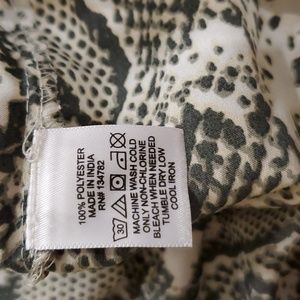 100% POLYESTER
MADE IN INDIA
RN# 134782
30
MACHINE WASH COLD
ONLY NON-CHLORINE
BLEACH WHEN NEEDED
TUMBLE DRY LOW
COOL IRON